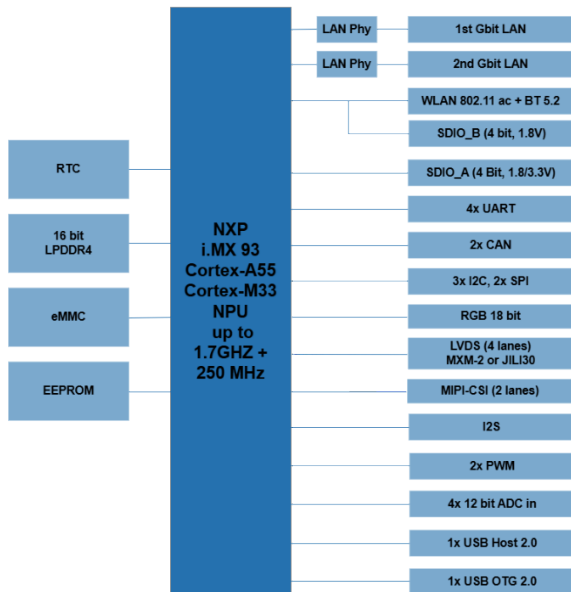 LAN Phy
1st Gbit LAN
LAN Phy
2nd Gbit LAN
WLAN 802.11 ac + BT 5.2
SDIO_B (4 bit, 1.8V)
RTC
SDIO_A (4 Bit, 1.8/3.3V)
4x UART
16 bit
LPDDR4
NXP
i.MX 93
Cortex-A55
Cortex-M33
NPU
up to
1.7GHZ +
250 MHz
2x CAN
3x I2C, 2x SPI
eMMC
RGB 18 bit
LVDS (4 lanes)
MXM-2 or JILI30
EEPROM
MIPI-CSI (2 lanes)
I2S
2x PWM
4x 12 bit ADC in
1x USB Host 2.0
1x USB OTG 2.0